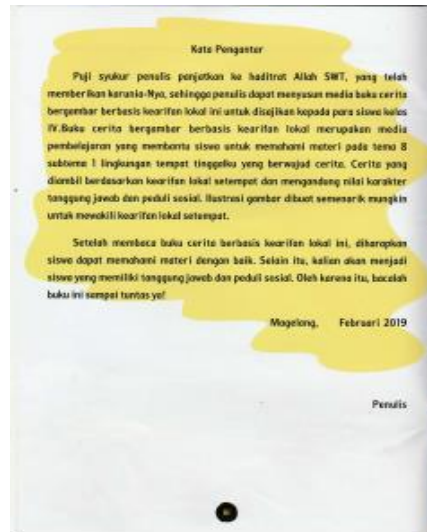 Kata Pengantar
Puji syukur penulis panjatkan ke hadirat Allah SWT, yang telah
memberikan karunia-Nya, sehingga penulis dapat menyusun media buku cerita
bergambar berbasis kearifan lokal ini untuk disajikan kepada para siswa kelas
IV.Buku cerita bergambar berbasis kearifan lokal merupakan media
pembelajaran yang membantu siswa untuk memahami materi pada tema 8
subtema 1 lingkungan tempat tinggalku yang berwujud cerita. Cerita yang
diambil berdasarkan kearifan lokal setempat dan mengandung nilai karakter
tanggung jawab dan peduli sosial. Ilustrasi gambar dibuat semenarik mungkin
untuk mewakili kearifan lokal setempat.
Setelah membaca buku cerita berbasis kearifan lokal ini, diharapkan
siswa dapat memahami materi dengan baik. Selain itu, kalian akan menjadi
siswa yang memiliki tanggung jawab dan peduli sosial. Oleh karena itu, bacalah
buku ini sampai tuntas ya!
Magelang, Februari 2019
Penulis